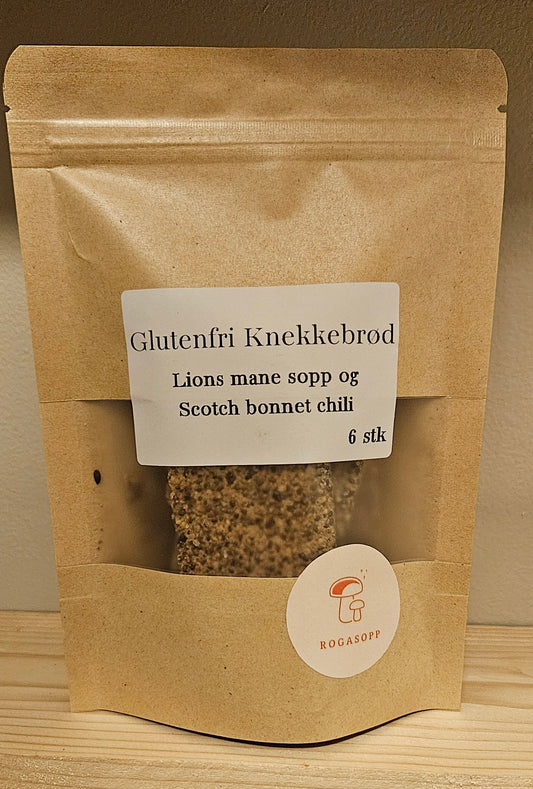 Glutenfri Knekkebrød
Lions mane sopp og
Scotch bonnet chili
6 stk
ROGASOPP